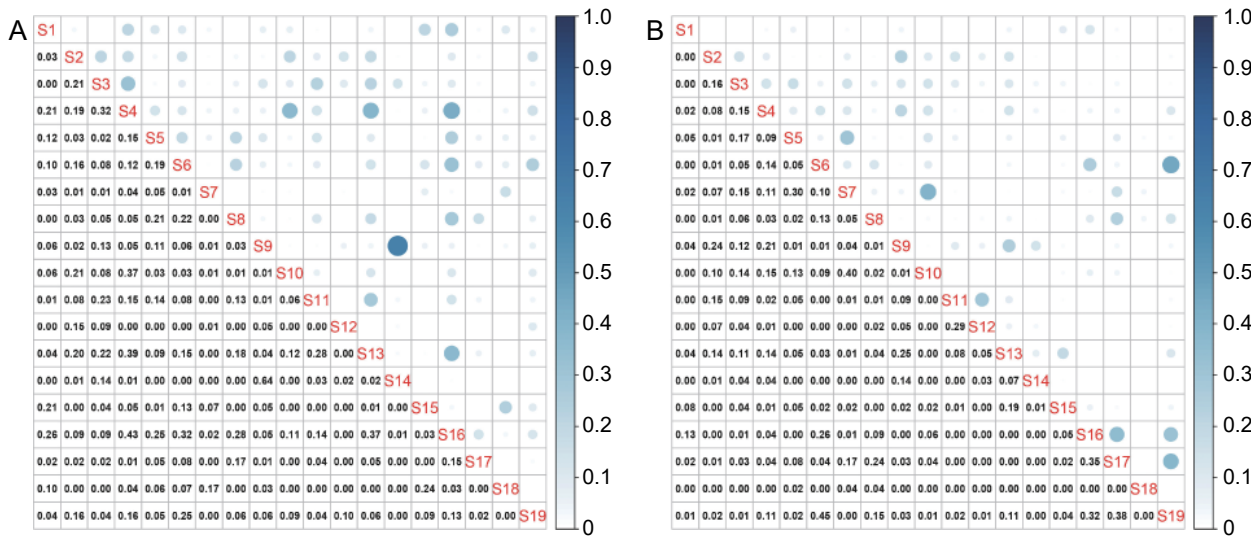 A
S1
0.03 S2
0.00 0.21 S3
0.21 0.19 0.32 S4
0.12 0.03 0.02 0.15 S5
0.10 0.16 0.08 0.12 0.19 S6
0.03 0.01 0.01 0.04 0.05 0.01 S7
0.00 0.03 0.05 0.05 0.21 0.22 0.00 S8
0.06 0.02 0.13 0.05 0.11 0.06 0.01 0.03 S9
0.06 0.21 0.08 0.37 0.03 0.03 0.01 0.01 0.01 S10
0.01 0.08 0.23 0.15 0.14 0.08 0.00 0.13 0.01 0.06 S11
0.00 0.15 0.09 0.00 0.00 0.00 0.01 0.00 0.05 0.00 0.00 S12
0.04 0.20 0.22 0.39 0.09 0.15 0.00 0.18 0.04 0.12 0.28 0.00 S13
0.00 0.01 0.14 0.01 0.00 0.00 0.00 0.00 0.64 0.00 0.03 0.02 0.02 S14
0.21 0.00 0.04 0.05 0.01 0.13 0.07 0.00 0.05 0.00 0.00 0.00 0.01 0.00 S15
0.26 0.09 0.09 0.43 0.25 0.32 0.02 0.28 0.05 0.11 0.14 0.00 0.37 0.01 0.03 S16
0.02 0.02 0.02 0.01 0.05 0.08 0.00 0.17 0.01 0.00 0.04 0.00 0.05 0.00 0.00 0.15 S17
0.10 0.00 0.00 0.04 0.06 0.07 0.17 0.00 0.03 0.00 0.00 0.00 0.00 0.00 0.24 0.03 0.00 S18
0.04 0.16 0.04 0.16 0.05 0.25 0.00 0.06 0.06 0.09 0.04 0.10 0.06 0.00 0.09 0.13 0.02 0.00 S19
1.0
0.9
0.8
0.7
0.6
0.5
0.4
0.3
0.2
0.1
0
B
S1
0.00 S2
0.00 0.16 S3
0.02 0.08 0.15 S4
0.05 0.01 0.17 0.09 S5
0.00 0.01 0.05 0.14 0.05 S6
0.02 0.07 0.15 0.11 0.30 0.10 S7
0.00 0.01 0.06 0.03 0.02 0.13 0.05 S8
0.04 0.24 0.12 0.21 0.01 0.01 0.04 0.01 S9
0.00 0.10 0.14 0.15 0.13 0.09 0.40 0.02 0.01 S10
0.00 0.15 0.09 0.02 0.05 0.00 0.01 0.01 0.09 0.00 S11
0.00 0.07 0.04 0.01 0.00 0.00 0.00 0.02 0.05 0.00 0.29 S12
0.04 0.14 0.11 0.14 0.05 0.03 0.01 0.04 0.25 0.00 0.08 0.05 S13
0.00 0.01 0.04 0.04 0.00 0.00 0.00 0.00 0.14 0.00 0.00 0.03 0.07 S14
0.08 0.00 0.04 0.01 0.05 0.02 0.02 0.02 0.02 0.02 0.01 0.00 0.19 0.01 S15
0.13 0.00 0.01 0.04 0.00 0.26 0.01 0.09 0.00 0.06 0.00 0.00 0.00 0.00 0.05 S16
0.02 0.01 0.03 0.04 0.08 0.04 0.17 0.24 0.03 0.04 0.00 0.00 0.00 0.00 0.02 0.35 S17
0.00 0.00 0.00 0.02 0.00 0.04 0.04 0.00 0.00 0.00 0.00 0.00 0.00 0.00 0.00 0.00 0.00 S18
0.01 0.02 0.01 0.11 0.02 0.45 0.00 0.15 0.03 0.01 0.02 0.01 0.11 0.00 0.04 0.32 0.38 0.00 S19
1.0
0.9
0.8
0.7
0.6
0.5
0.4
0.3
0.2
0.1
0